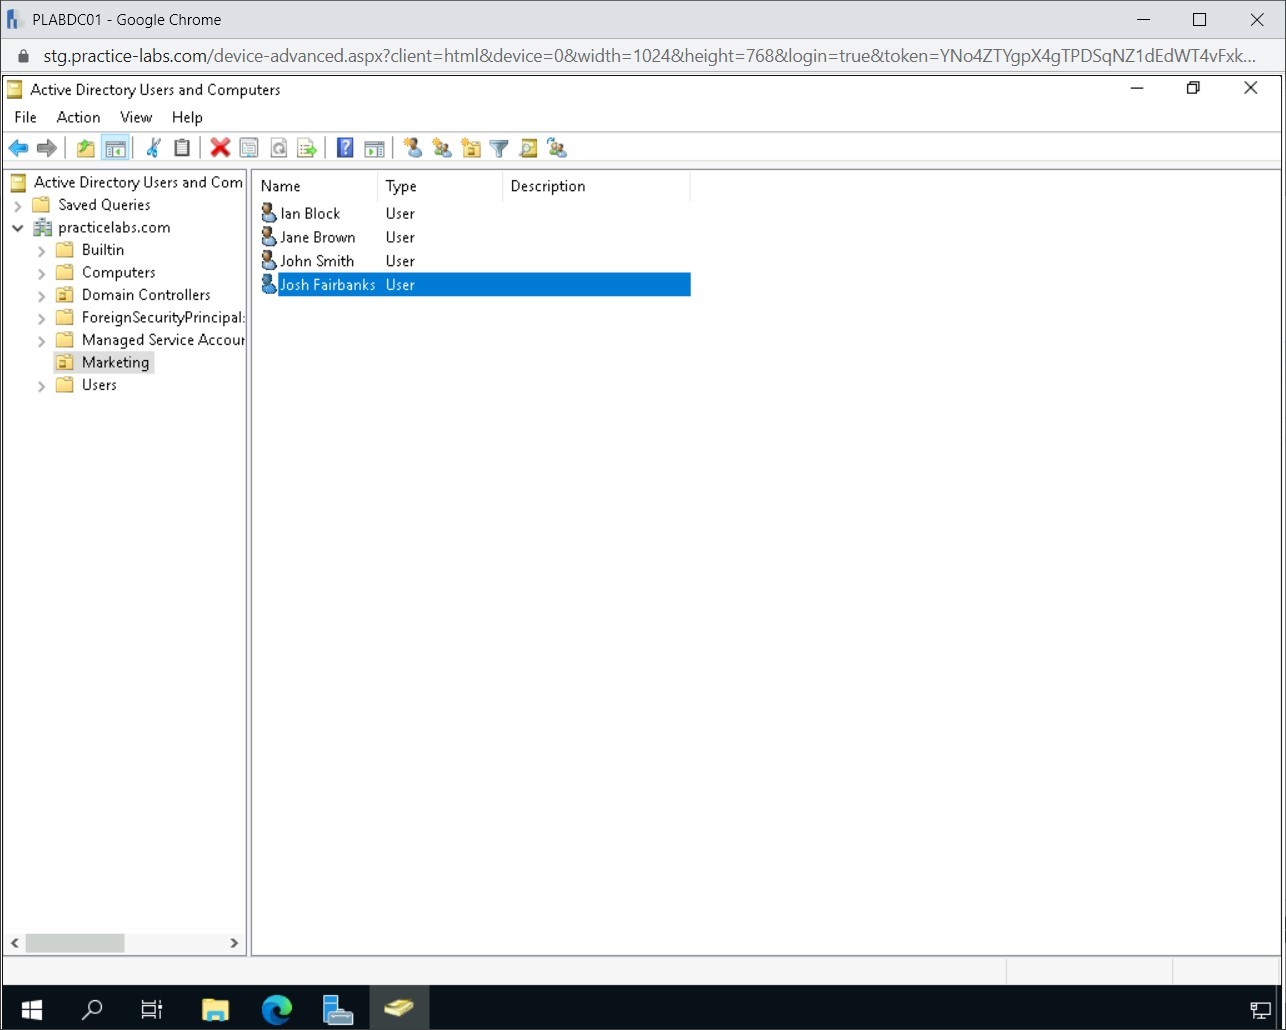 PLABDC01 - Google Chrome
stg.practice-labs.com/device-advanced.aspx?client=html&device=0&width=1024&height=768&login=true&token=YNo4ZTYgpX4gTPDSqNZ1dEdWT4vFxk...
Active Directory Users and Computers
File Action View Help
Active Directory Users and Com
Saved Queries
practicelabs.com
Builtin
Computers
Domain Controllers
ForeignSecurityPrincipal:
Managed Service Accour
Marketing
Users
Name Type Description
Ian Block User
Jane Brown User
John Smith User
Josh Fairbanks User